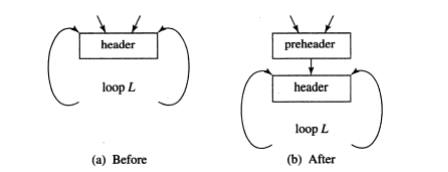 header
loop L
(a) Before
preheader
header
loop L
(b) After